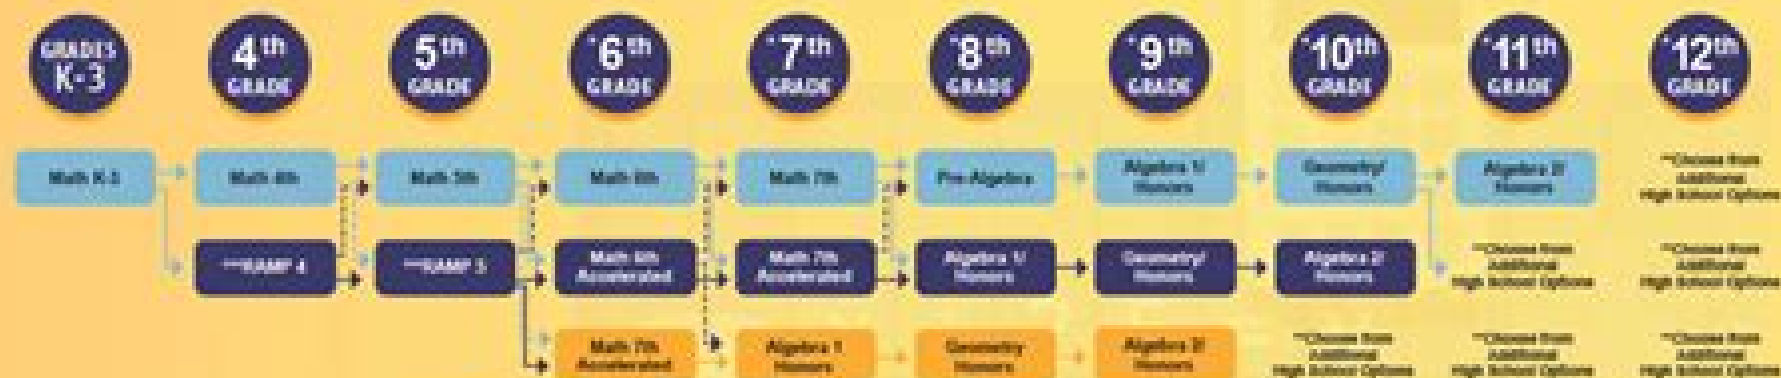 GRADES
K-3
4th
GRADE
5th
GRADE
*6th
GRADE
*7th
GRADE
*8th
GRADE
*9th
GRADE
*10th
GRADE
*11th
GRADE
*12th
GRADE
Math K-3
Math 4th
Math 5th
Math 6th
Math 7th
Pre-Algebra
Algebra 1/
Honors
Geometry/
Honors
Algebra 2/
Honors
**Choose from
Additional
High School Options
***RAMP 4
***RAMP 5
Math 6th
Accelerated
Math 7th
Accelerated
Algebra 1/
Honors
Geometry/
Honors
Algebra 2/
Honors
**Choose from
Additional
High School Options
**Choose from
Additional
High School Options
Math 7th
Accelerated
Algebra 1
Honors
Geometry
Honors
Algebra 2/
Honors
**Choose from
Additional
High School Options
**Choose from
Additional
High School Options
**Choose from
Additional
High School Options